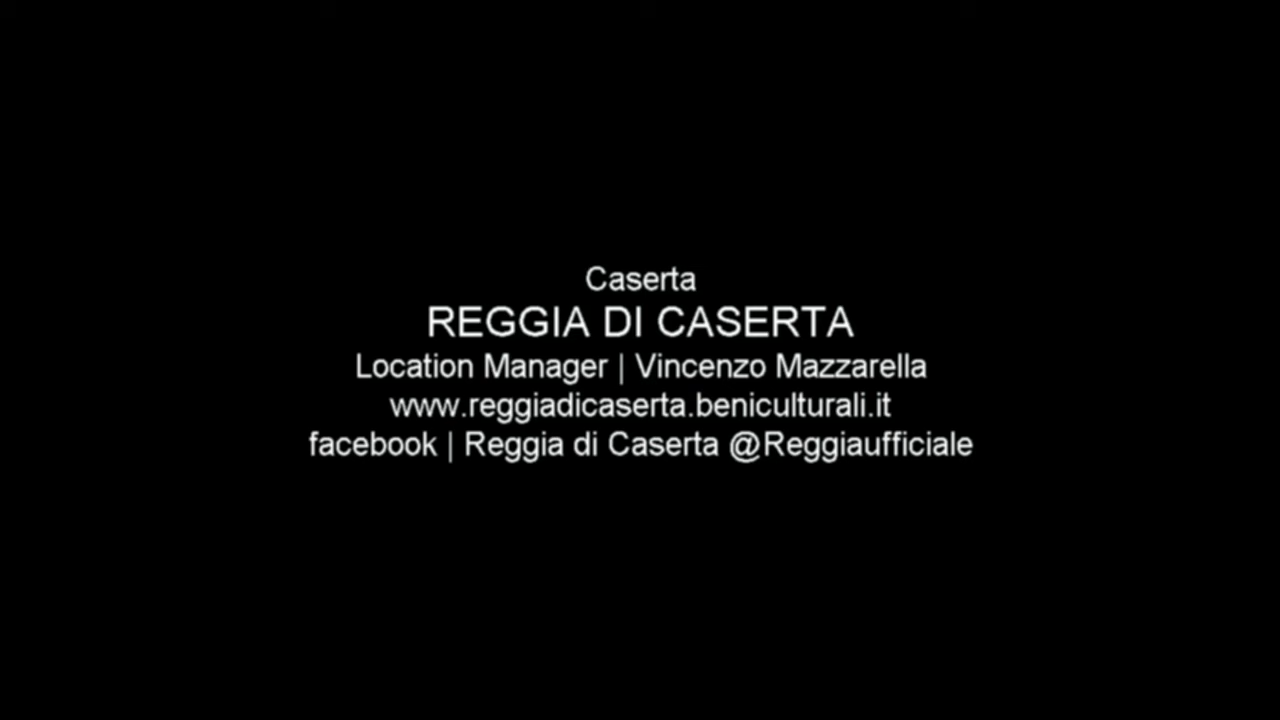 Caserta
REGGIA DI CASERTA
Location Manager | Vincenzo Mazzarella
www.reggiadicaserta.beniculturali.it
facebook | Reggia di Caserta @Reggiaufficiale